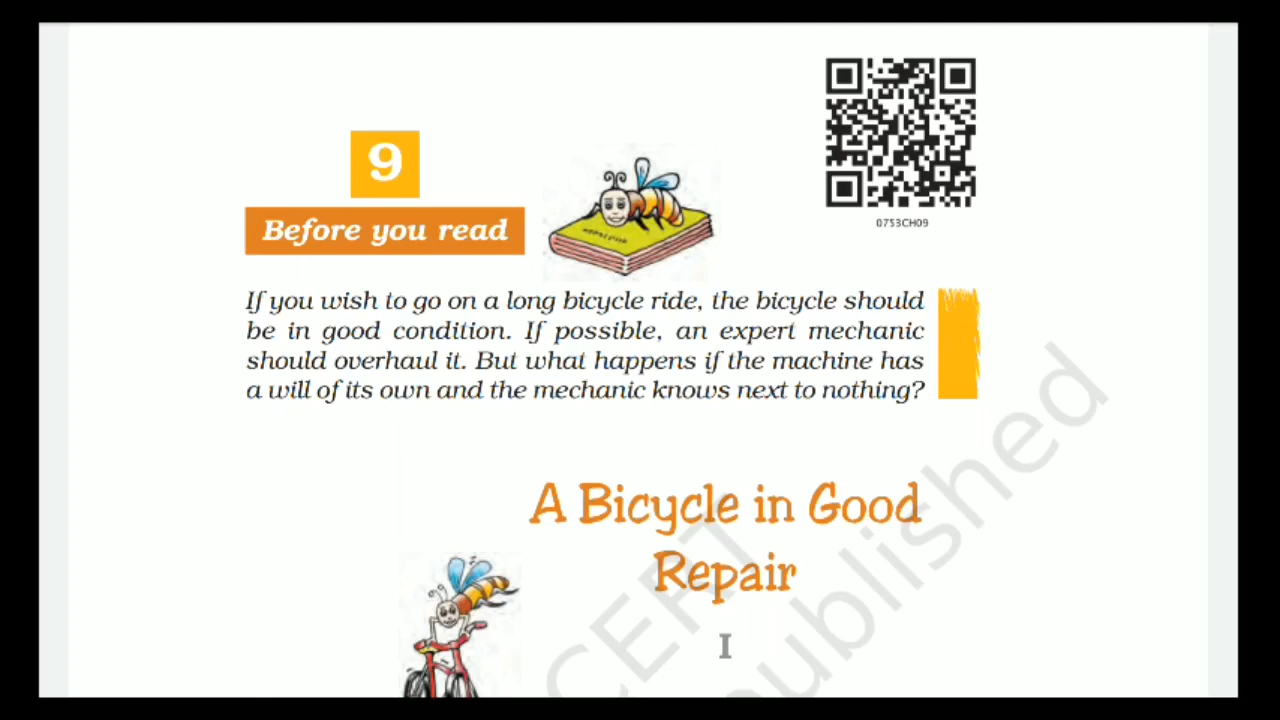 9
0753CH09
Before you read
If you wish to go on a long bicycle ride, the bicycle should
be in good condition. If possible, an expert mechanic
should overhaul it. But what happens if the machine has
a will of its own and the mechanic knows next to nothing?
A Bicycle in Good
Repair
I
CERT
published